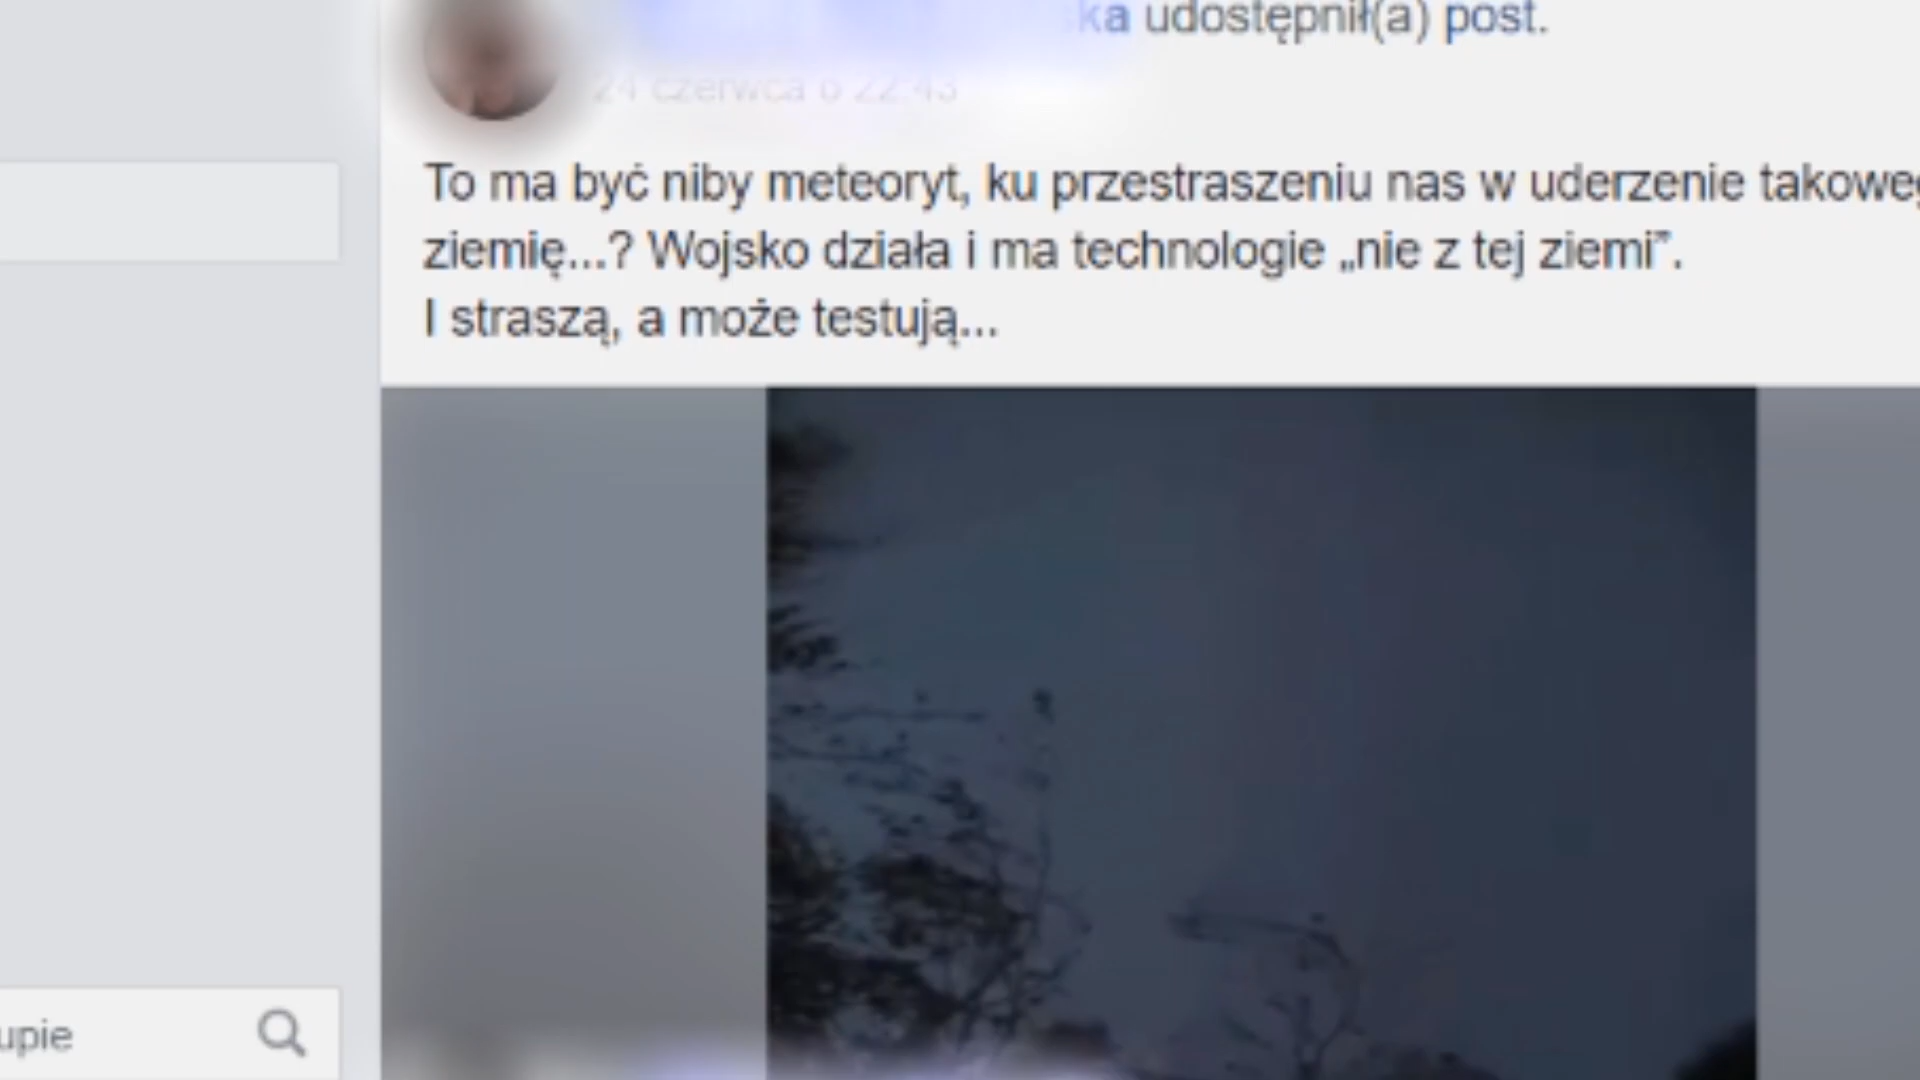 ka udostępnił(a) post.
24 czerwca o 22:43
To ma być niby meteoryt, ku przestraszeniu nas w uderzenie takoweg
ziemię...? Wojsko działa i ma technologie „nie z tej ziemi”.
I straszą, a może testują...
upie